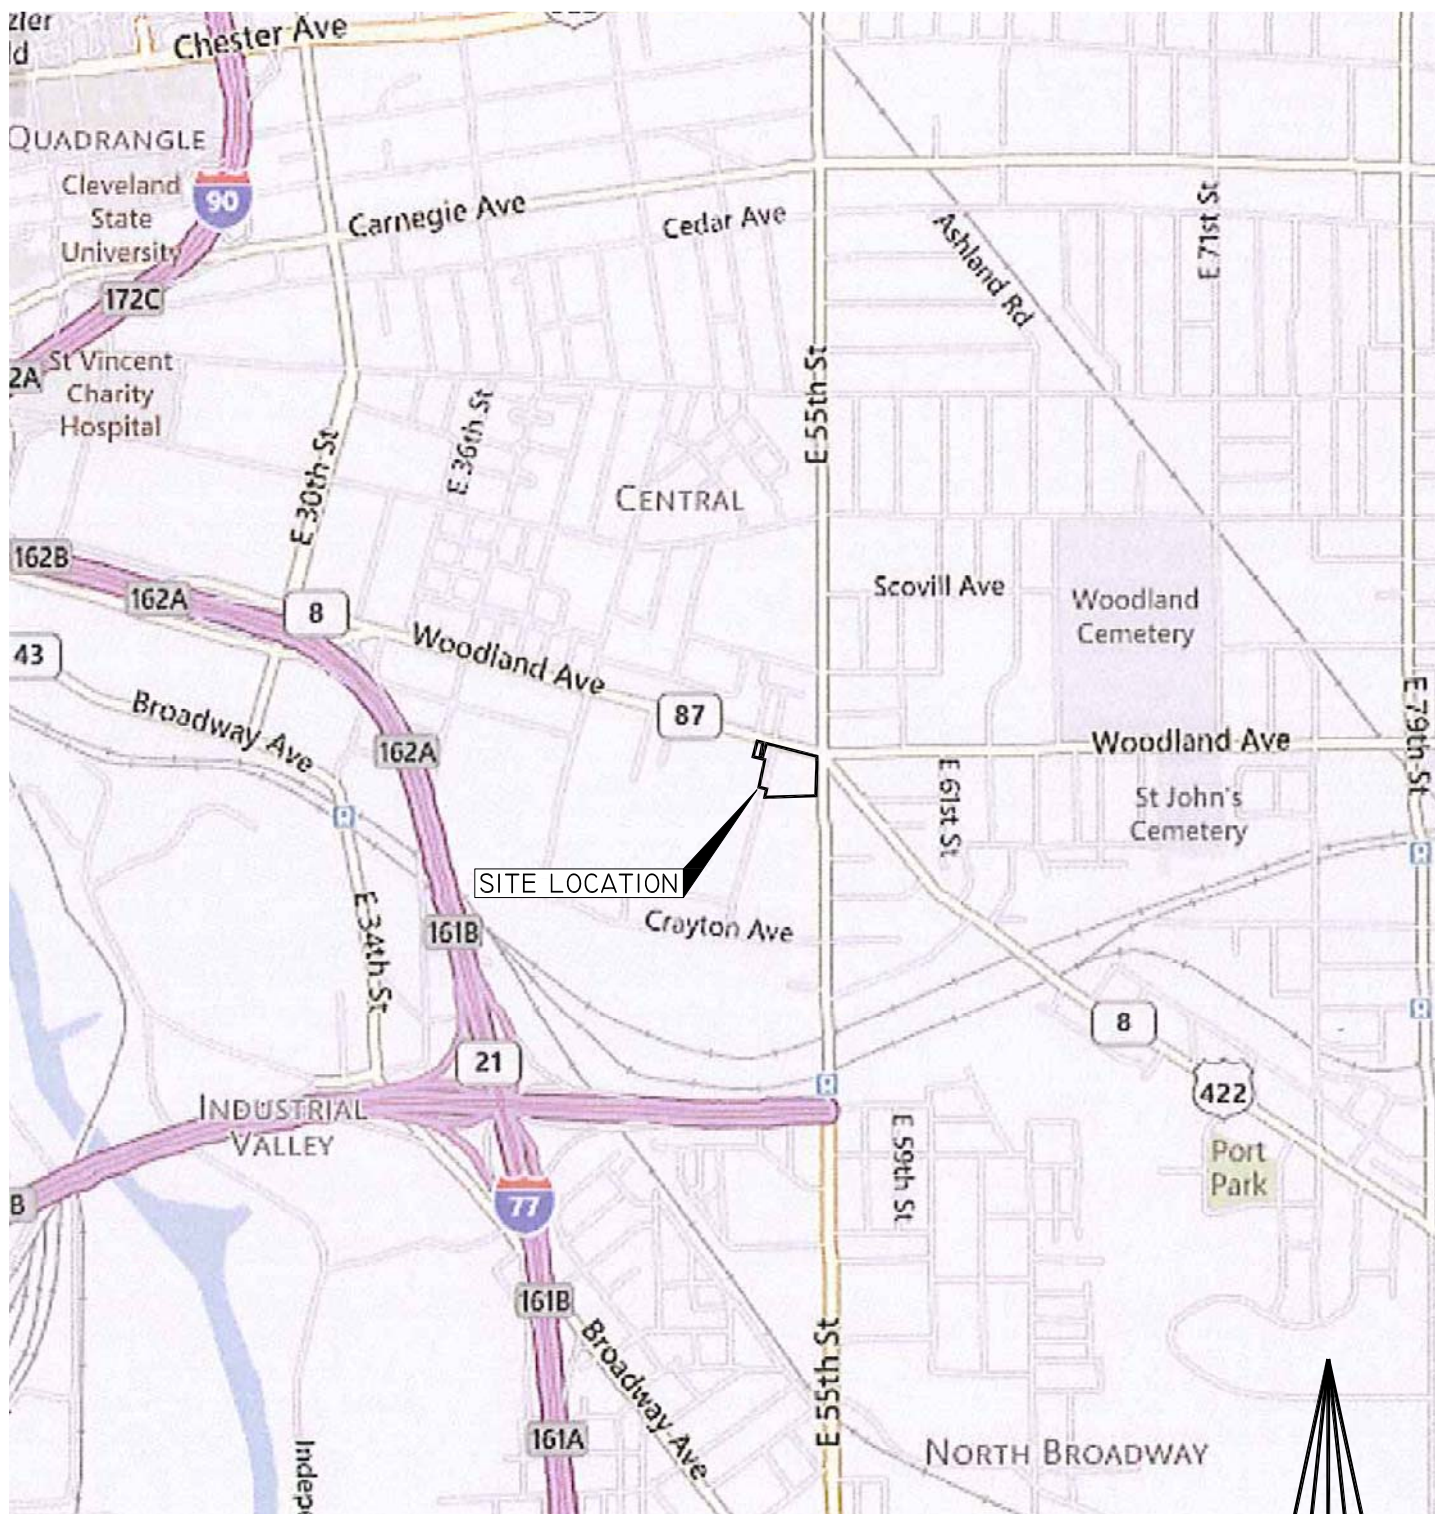 Chester Ave
QUADRANGLE
Cleveland
State
University
90
Carnegie Ave
Cedar Ave
Ashland Rd
E 71st St
172C
2A
St Vincent
Charity
Hospital
E 30th St
E 36th St
E 55th St
CENTRAL
162B
162A
8
Scovill Ave
Woodland
Cemetery
43
Woodland Ave
87
Broadway Ave
162A
Woodland Ave
E 79th St
E 61st St
St John's
Cemetery
SITE LOCATION
E 34th St
161B
Crayton Ave
8
21
422
INDUSTRIAL
VALLEY
E 59th St
Port
Park
B
77
161B
Broadway Ave
E 55th St
161A
NORTH BROADWAY